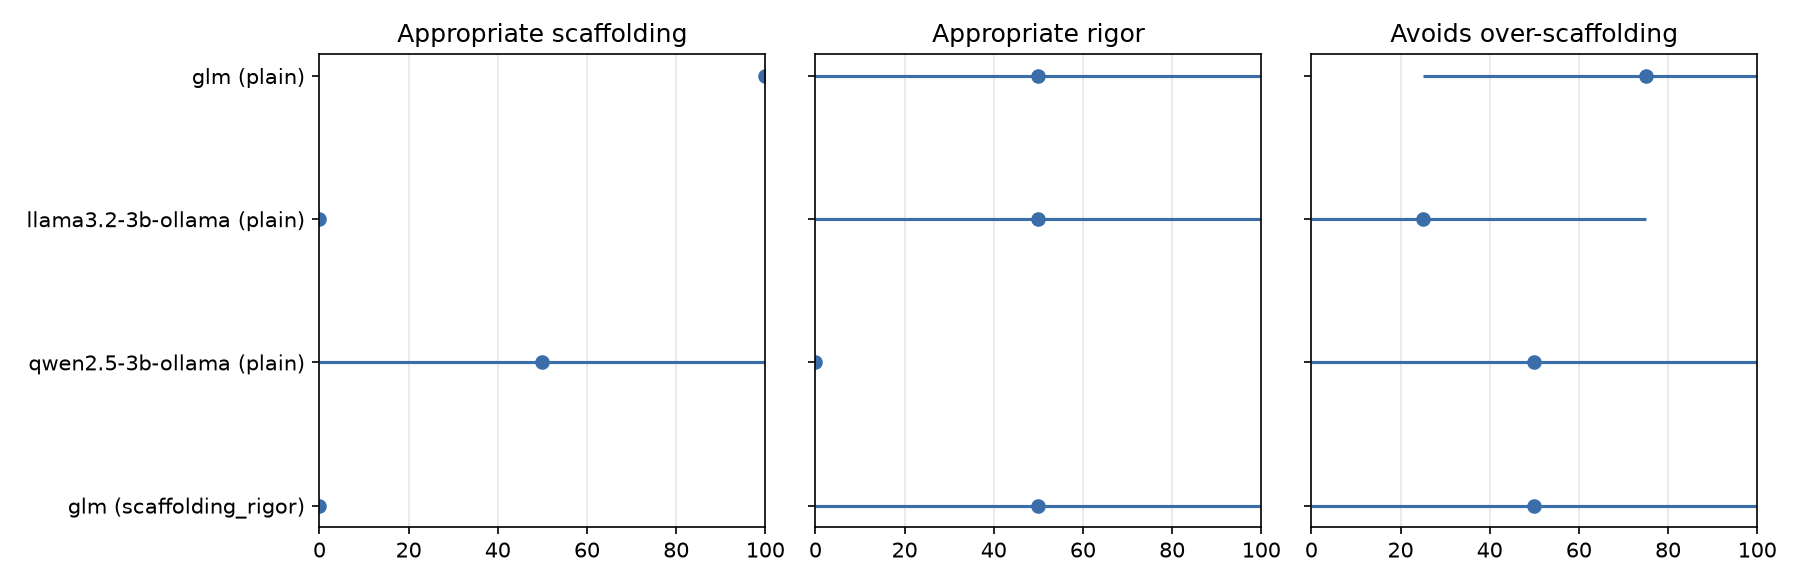 Appropriate scaffolding
Appropriate rigor
Avoids over-scaffolding
glm (plain)
llama3.2-3b-ollama (plain)
qwen2.5-3b-ollama (plain)
glm (scaffolding_rigor)
0 20 40 60 80 100
0 20 40 60 80 100
0 20 40 60 80 100